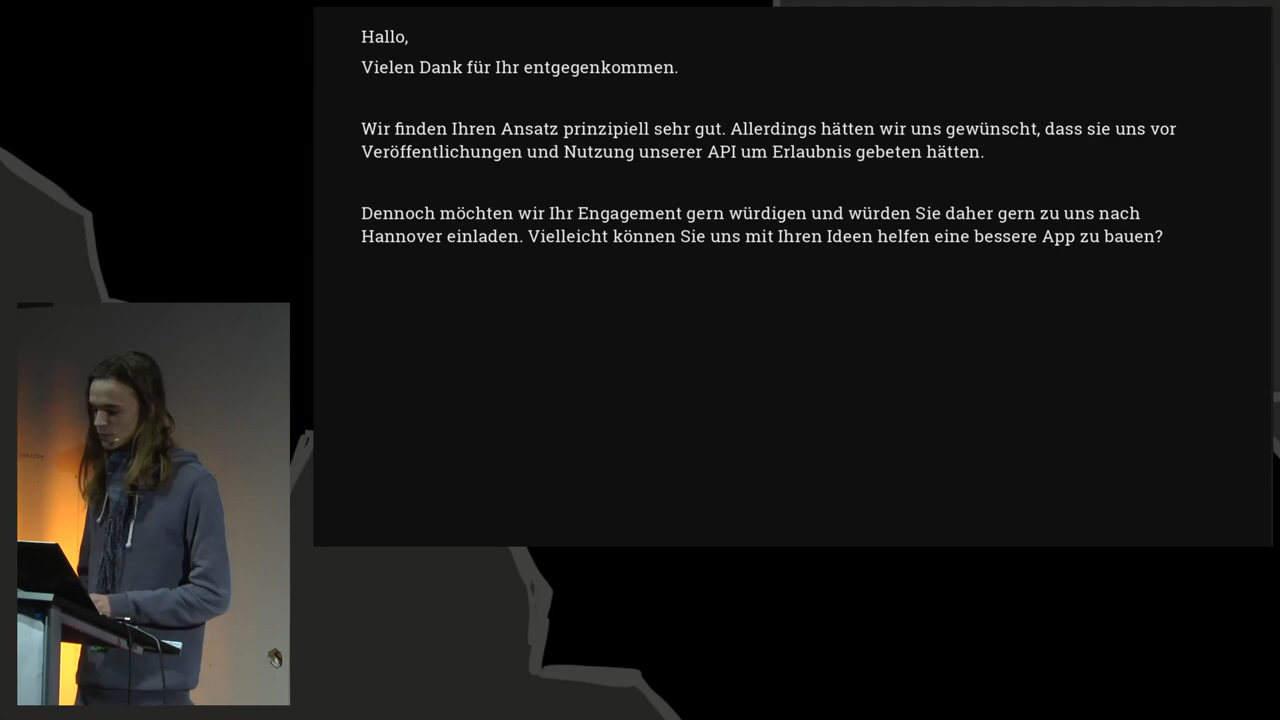 Hallo,
Vielen Dank für Ihr entgegenkommen.
Wir finden Ihren Ansatz prinzipiell sehr gut. Allerdings hätten wir uns gewünscht, dass sie uns vor
Veröffentlichungen und Nutzung unserer API um Erlaubnis gebeten hätten.
Dennoch möchten wir Ihr Engagement gern würdigen und würden Sie daher gern zu uns nach
Hannover einladen. Vielleicht können Sie uns mit Ihren Ideen helfen eine bessere App zu bauen?